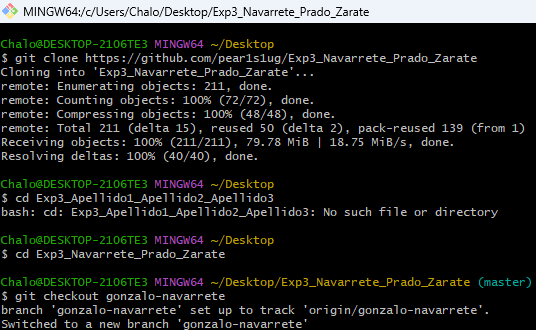 MINGW64:/c/Users/Chalo/Desktop/Exp3_Navarrete_Prado_Zarate
Chalo@DESKTOP-21O6TE3 MINGW64 ~/Desktop
$ git clone https://github.com/pear1s1ug/Exp3_Navarrete_Prado_Zarate
Cloning into 'Exp3_Navarrete_Prado_Zarate'...
remote: Enumerating objects: 211, done.
remote: Counting objects: 100% (72/72), done.
remote: Compressing objects: 100% (48/48), done.
remote: Total 211 (delta 15), reused 50 (delta 2), pack-reused 139 (from 1)
Receiving objects: 100% (211/211), 79.78 MiB | 18.75 MiB/s, done.
Resolving deltas: 100% (40/40), done.
Chalo@DESKTOP-21O6TE3 MINGW64 ~/Desktop
$ cd Exp3_Apellido1_Apellido2_Apellido3
bash: cd: Exp3_Apellido1_Apellido2_Apellido3: No such file or directory
Chalo@DESKTOP-21O6TE3 MINGW64 ~/Desktop
$ cd Exp3_Navarrete_Prado_Zarate
Chalo@DESKTOP-21O6TE3 MINGW64 ~/Desktop/Exp3_Navarrete_Prado_Zarate (master)
$ git checkout gonzalo-navarrete
branch 'gonzalo-navarrete' set up to track 'origin/gonzalo-navarrete'.
Switched to a new branch 'gonzalo-navarrete'